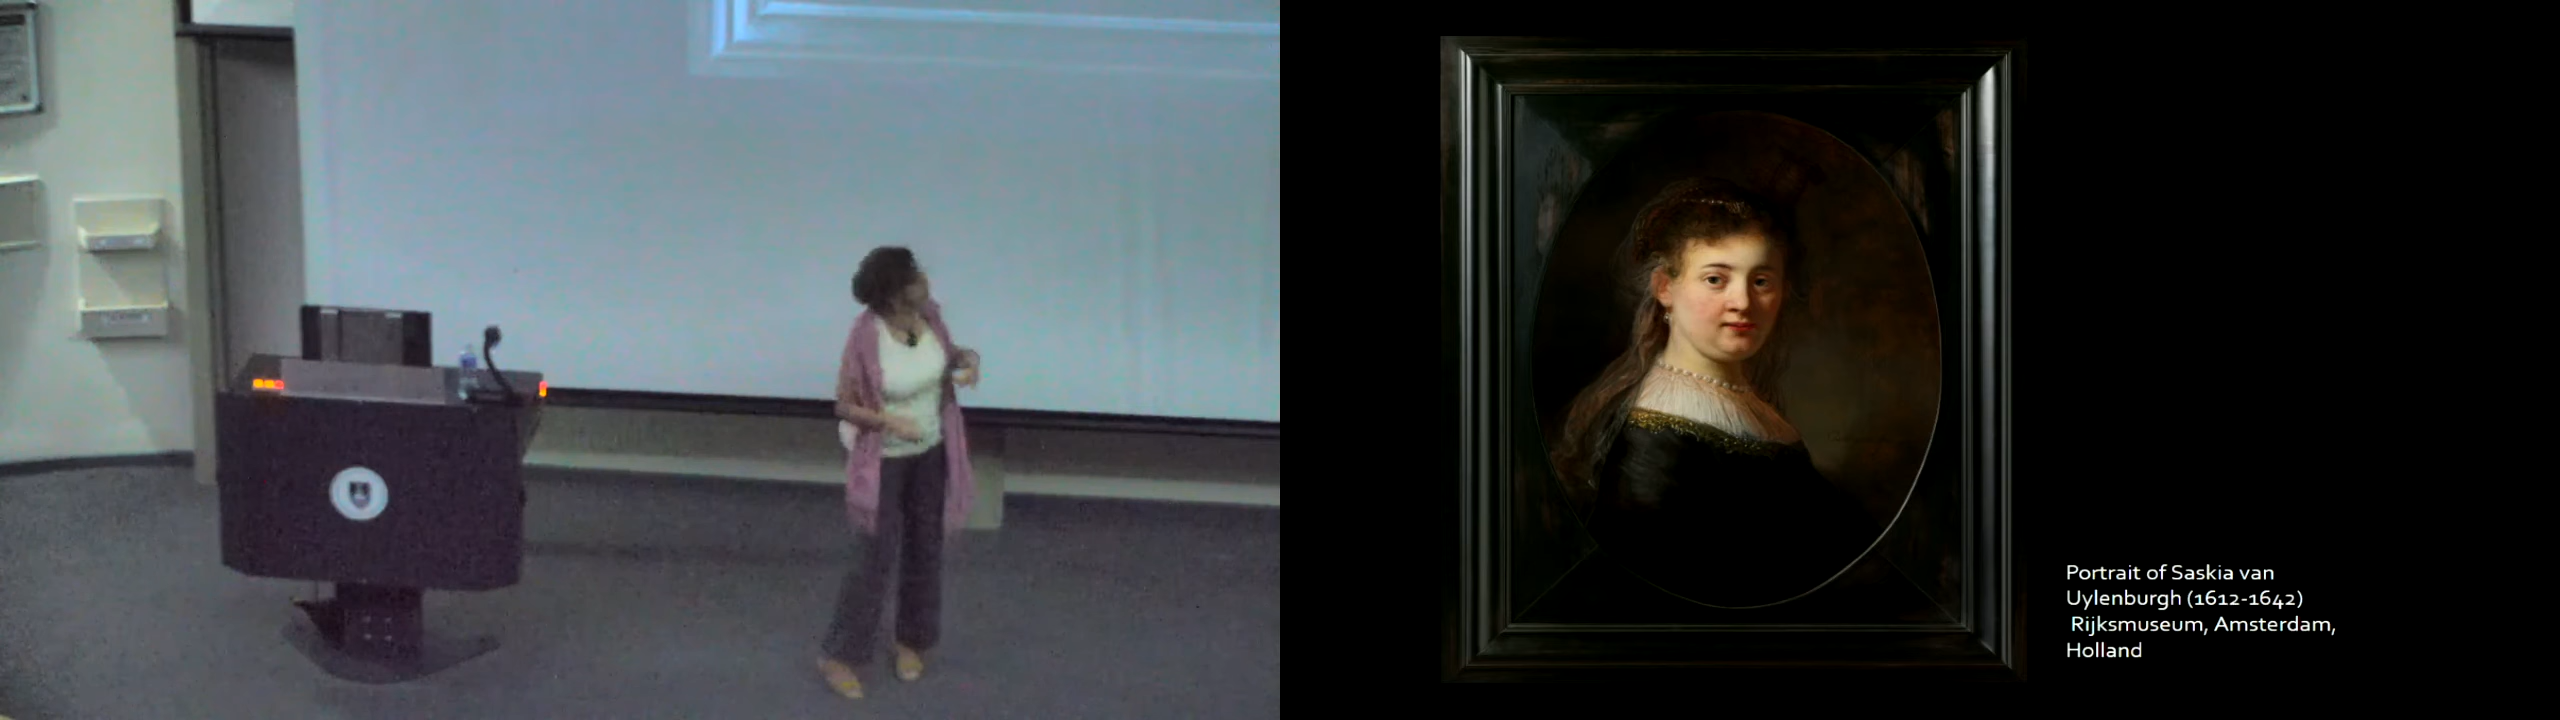 Portrait of Saskia van
Uylenburgh (1612-1642)
Rijksmuseum, Amsterdam,
Holland